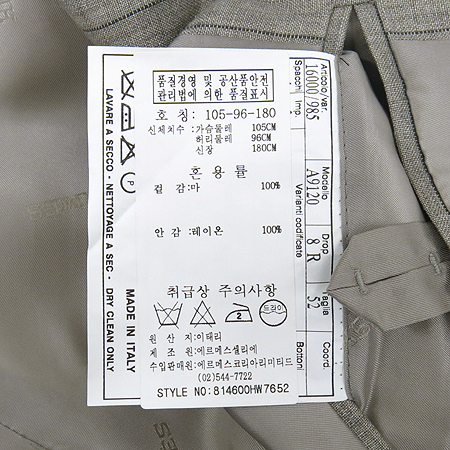 품질경영 및 공산품안전
관리법에 의한 품질표시
호 칭: 105-96-180
신체치수 : 가슴둘레 105CM
허리둘레 96CM
신장 180CM
혼 용 률
겉 감:마 100%
안 감:레이온 100%
취급상 주의사항
2
드라이
원 산 지:이태리
제 조 원:에르메스셀리에
수입판매원:에르메스코리아리미티드
(02)544-7722
STYLE NO:814600HW7652
P
LAVARE A SECCO - NETTOYAGE A SEC - DRY CLEAN ONLY
MADE IN ITALY
Articolo/var. Modello Drop Taglia
16000/985 A9120 8 R 52
Spacchi Imp. Varianti codificate Coord. Bottoni